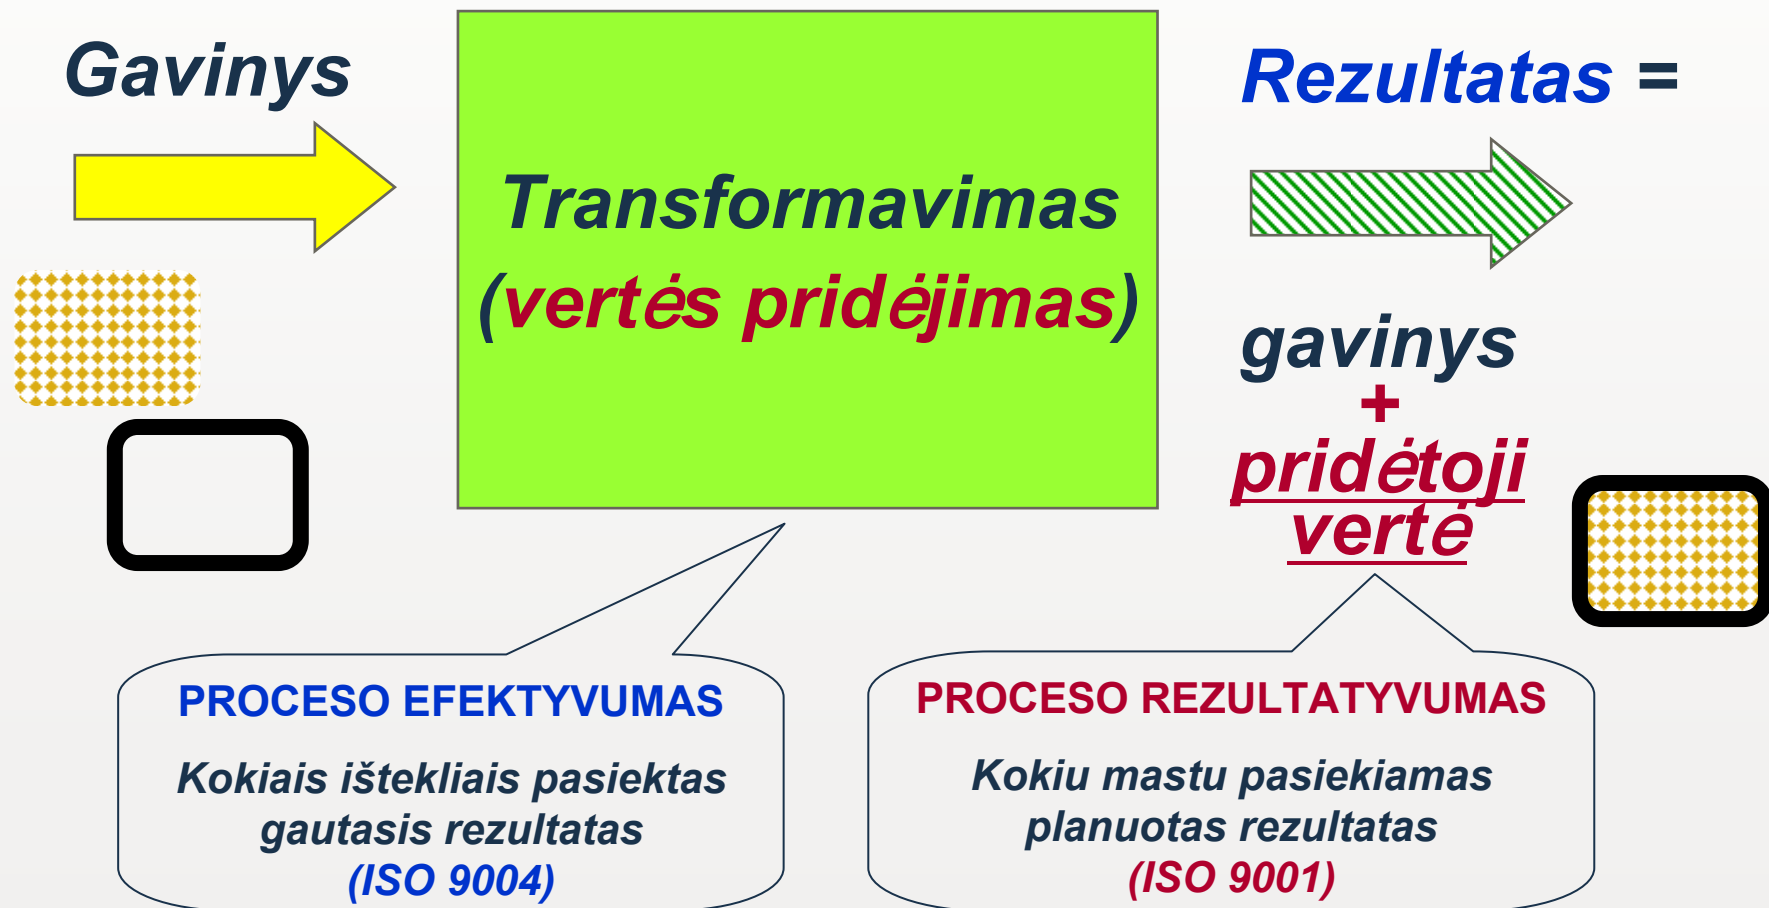 Gavinys
Transformavimas
(vertės pridėjimas)
Rezultatas =
gavinys
+
pridėtoji
vertė
PROCESO EFEKTYVUMAS
Kokiais ištekliais pasiektas
gautasis rezultatas
(ISO 9004)
PROCESO REZULTATYVUMAS
Kokiu mastu pasiekiamas
planuotas rezultatas
(ISO 9001)